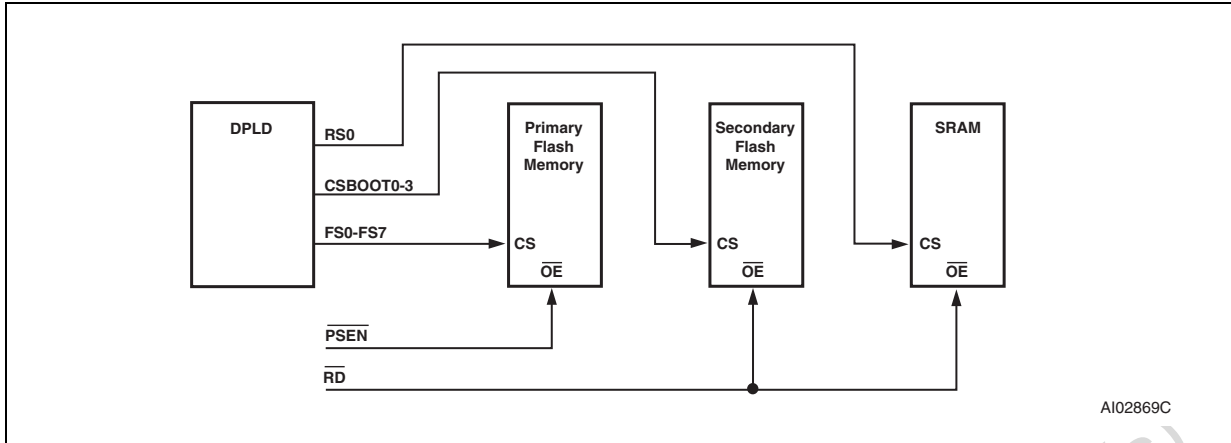 DPLD
RS0
CSBOOT0-3
FS0-FS7
Primary
Flash
Memory
CS
OE
Secondary
Flash
Memory
CS
OE
SRAM
CS
OE
PSEN
RD
AI02869C